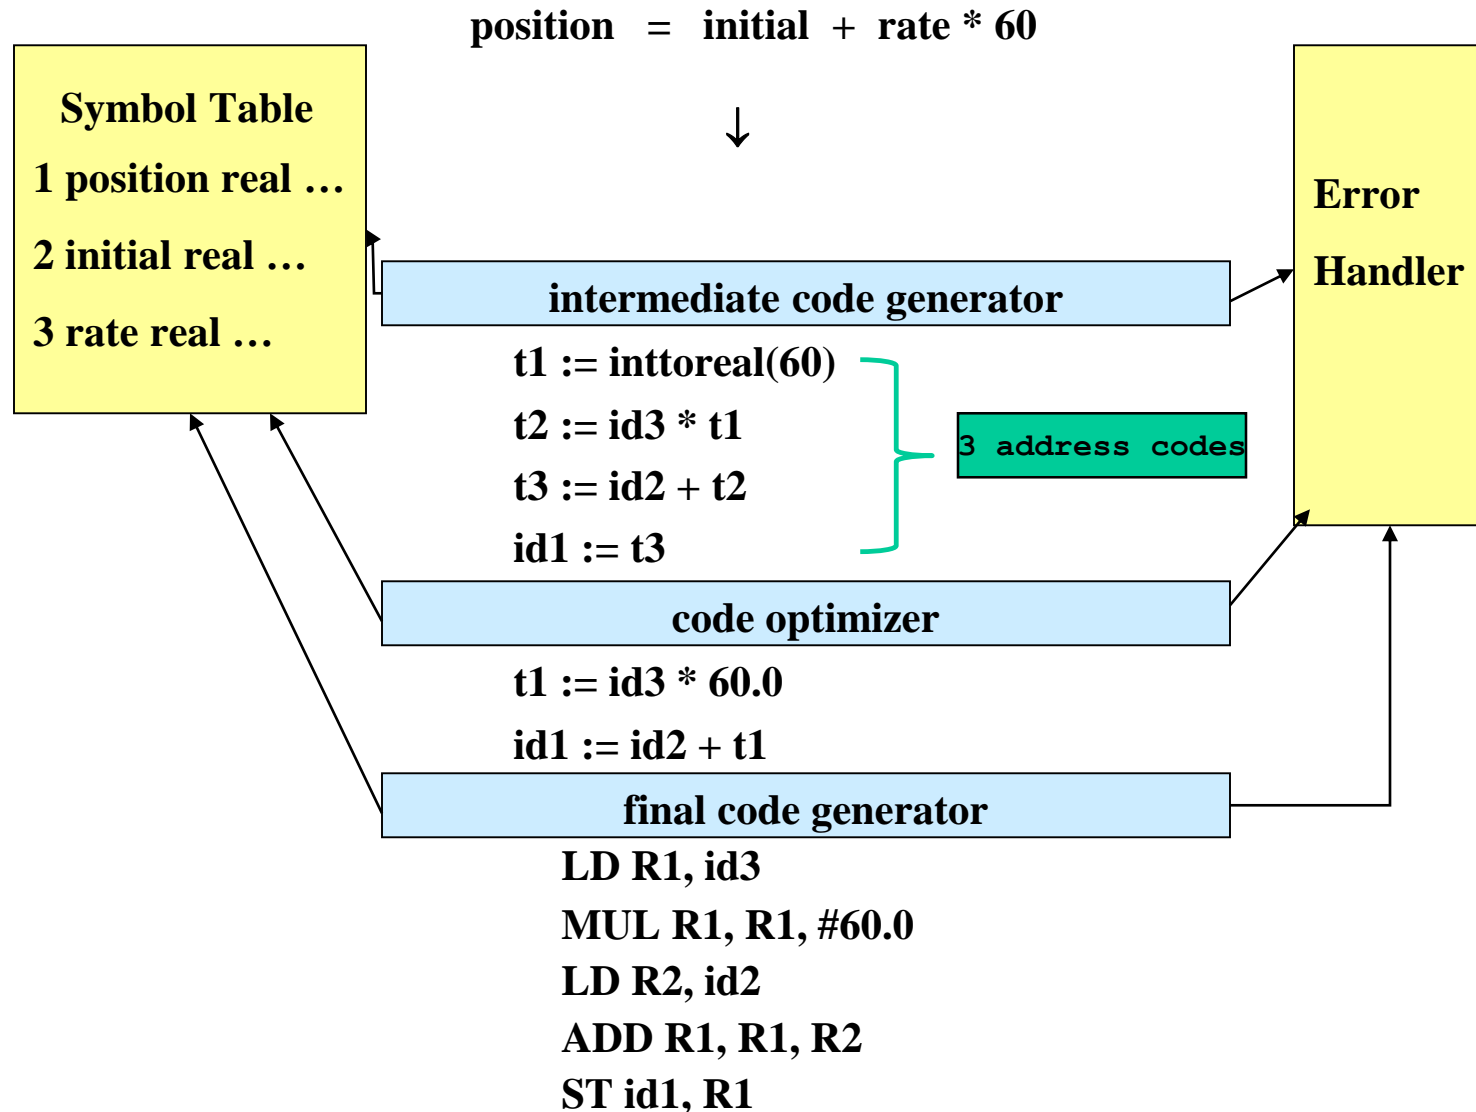 position = initial + rate * 60
↓
Symbol Table
1 position real …
2 initial real …
3 rate real …
Error
Handler
intermediate code generator
t1 := inttoreal(60)
t2 := id3 * t1
t3 := id2 + t2
id1 := t3
3 address codes
code optimizer
t1 := id3 * 60.0
id1 := id2 + t1
final code generator
LD R1, id3
MUL R1, R1, #60.0
LD R2, id2
ADD R1, R1, R2
ST id1, R1